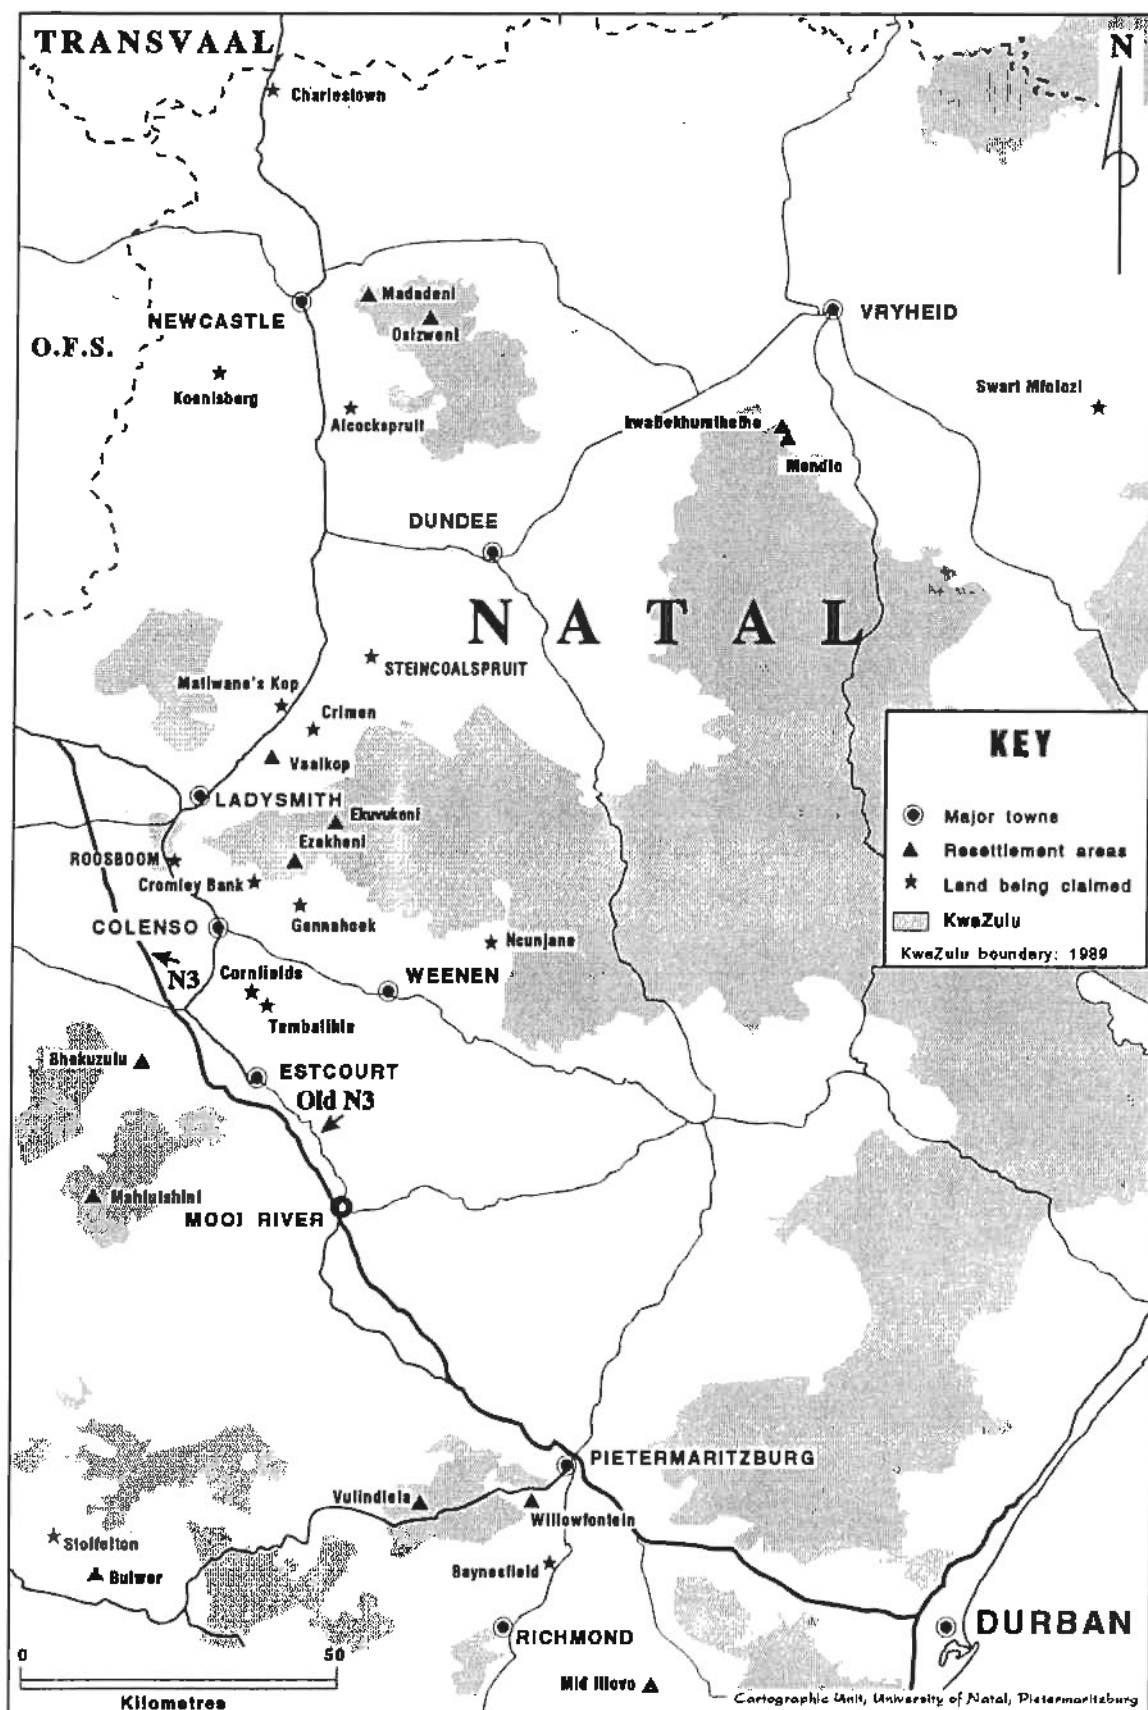 TRANSVAAL
N
Charlestown
Madadeni
NEWCASTLE
Osizweni
VRYHEID
O.F.S.
Koenisberg
Swart Mfolozi
Alcockspruit
Mondlo
DUNDEE
NATAL
STEINCOALSPRUIT
Matiwane's Kop
Crimen
Vaalkop
LADYSMITH
Ekuvukeni
Ezakheni
ROOSBOOM
Cromley Bank
Gannahoek
COLENSO
Ncunjane
N3
Cornfields
WEENEN
Tembalihle
Bhekuzulu
ESTCOURT
Old N3
Mahlutshini
MOOI RIVER
KEY
Major towns
Resettlement areas
Land being claimed
KwaZulu
KwaZulu boundary: 1989
PIETERMARITZBURG
Vulindlela
Willowfontein
Stoffelton
Baynesfield
Bulwer
RICHMOND
DURBAN
0 50
Kilometres
Mid Illovo
Cartographic Unit, University of Natal, Pietermaritzburg